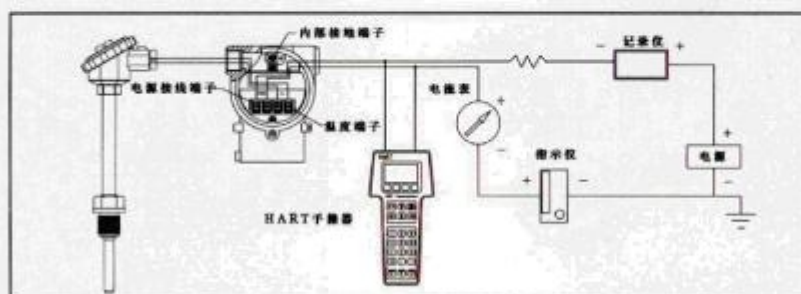 内部接地端子
电源接线端子
温度端子
电流表
+
−
HART手操器
− 记录仪 +
指示仪
+ −
+
电源
−